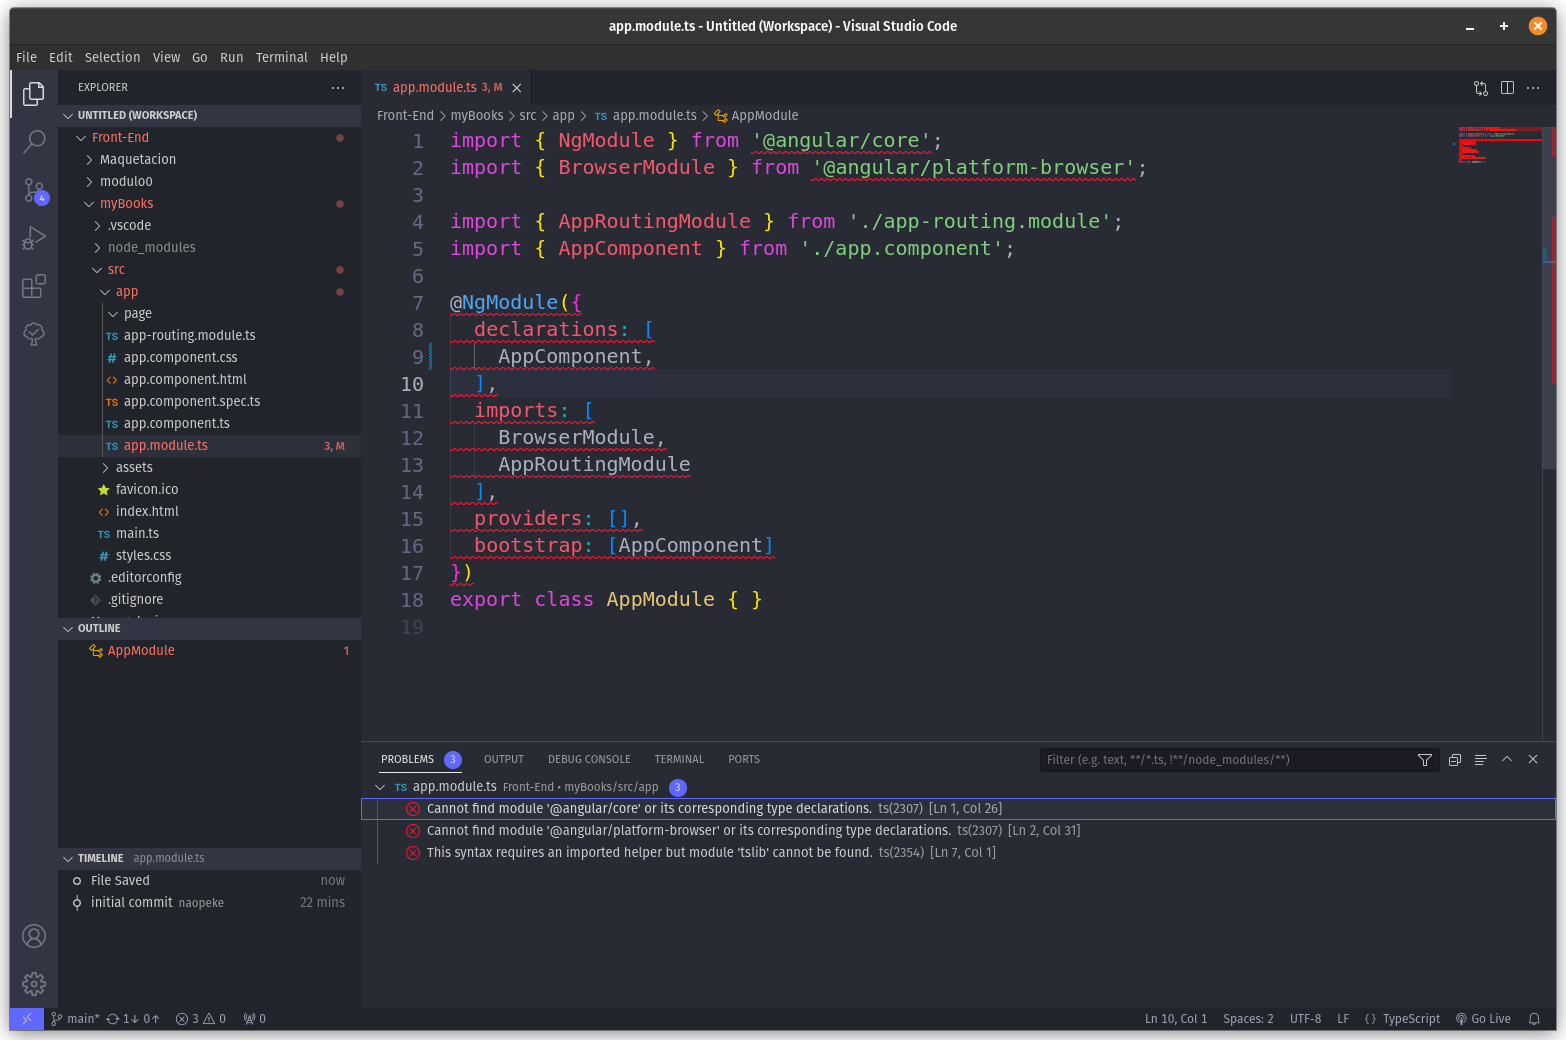 app.module.ts - Untitled (Workspace) - Visual Studio Code
File Edit Selection View Go Run Terminal Help
EXPLORER
UNTITLED (WORKSPACE)
Front-End
Maquetacion
modulo0
myBooks
.vscode
node_modules
src
app
page
TS app-routing.module.ts
# app.component.css
<> app.component.html
TS app.component.spec.ts
TS app.component.ts
TS app.module.ts 3, M
assets
favicon.ico
<> index.html
TS main.ts
# styles.css
.editorconfig
.gitignore
OUTLINE
AppModule 1
TIMELINE app.module.ts
File Saved now
initial commit naopeke 22 mins
4
TS app.module.ts 3, M
Front-End > myBooks > src > app > TS app.module.ts > AppModule
1 import { NgModule } from '@angular/core';
2 import { BrowserModule } from '@angular/platform-browser';
3
4 import { AppRoutingModule } from './app-routing.module';
5 import { AppComponent } from './app.component';
6
7 @NgModule({
8 declarations: [
9 AppComponent,
10 ],
11 imports: [
12 BrowserModule,
13 AppRoutingModule
14 ],
15 providers: [],
16 bootstrap: [AppComponent]
17 })
18 export class AppModule { }
19
PROBLEMS 3 OUTPUT DEBUG CONSOLE TERMINAL PORTS
Filter (e.g. text, **/*.ts, !**/node_modules/**)
TS app.module.ts Front-End • myBooks/src/app 3
Cannot find module '@angular/core' or its corresponding type declarations. ts(2307) [Ln 1, Col 26]
Cannot find module '@angular/platform-browser' or its corresponding type declarations. ts(2307) [Ln 2, Col 31]
This syntax requires an imported helper but module 'tslib' cannot be found. ts(2354) [Ln 7, Col 1]
main* 1↓ 0↑ 3 0 0
Ln 10, Col 1 Spaces: 2 UTF-8 LF {} TypeScript Go Live